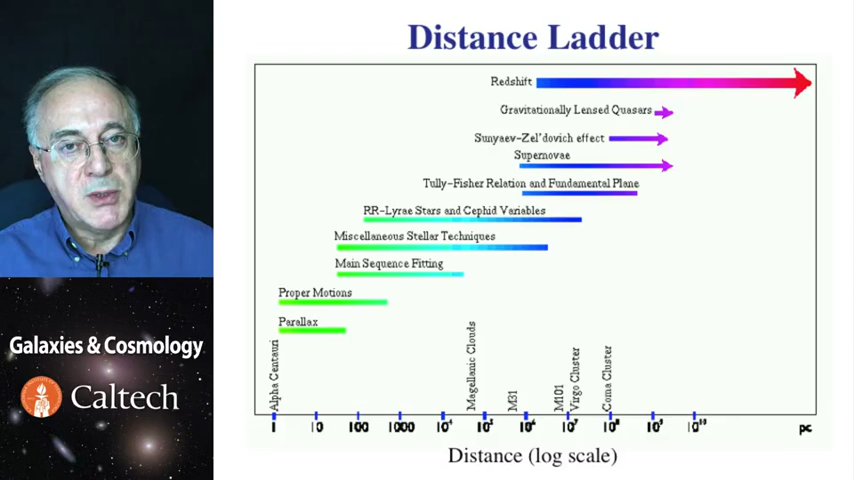 Distance Ladder
Redshift
Gravitationally Lensed Quasars
Sunyaev-Zel'dovich effect
Supernovae
Tully-Fisher Relation and Fundamental Plane
RR-Lyrae Stars and Cephid Variables
Miscellaneous Stellar Techniques
Main Sequence Fitting
Proper Motions
Parallax
Alpha Centauri
Magellanic Clouds
M31
M101
Virgo Cluster
Coma Cluster
1 10 100 1000 10⁴ 10⁵ 10⁶ 10⁷ 10⁸ 10⁹ 10¹⁰ pc
Distance (log scale)
Galaxies & Cosmology
Caltech